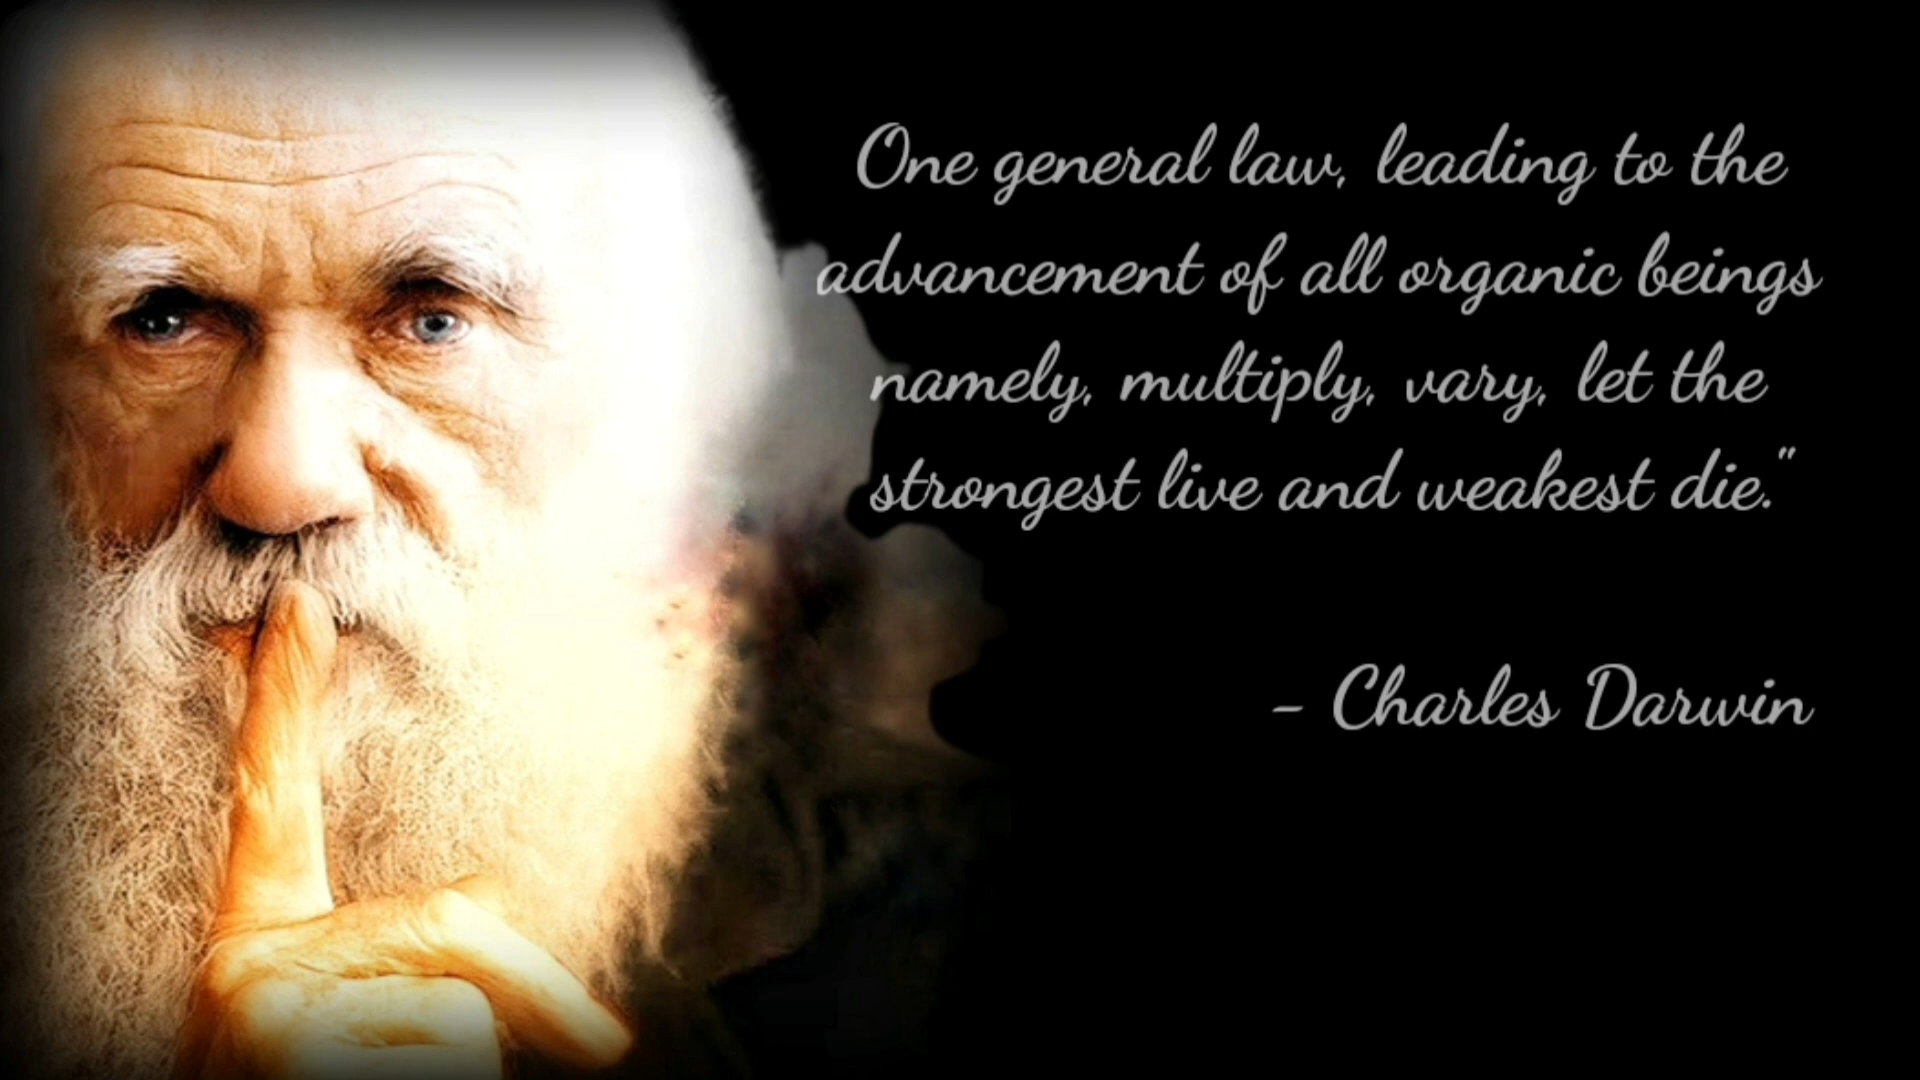 One general law, leading to the
advancement of all organic beings
namely, multiply, vary, let the
strongest live and weakest die."
- Charles Darwin